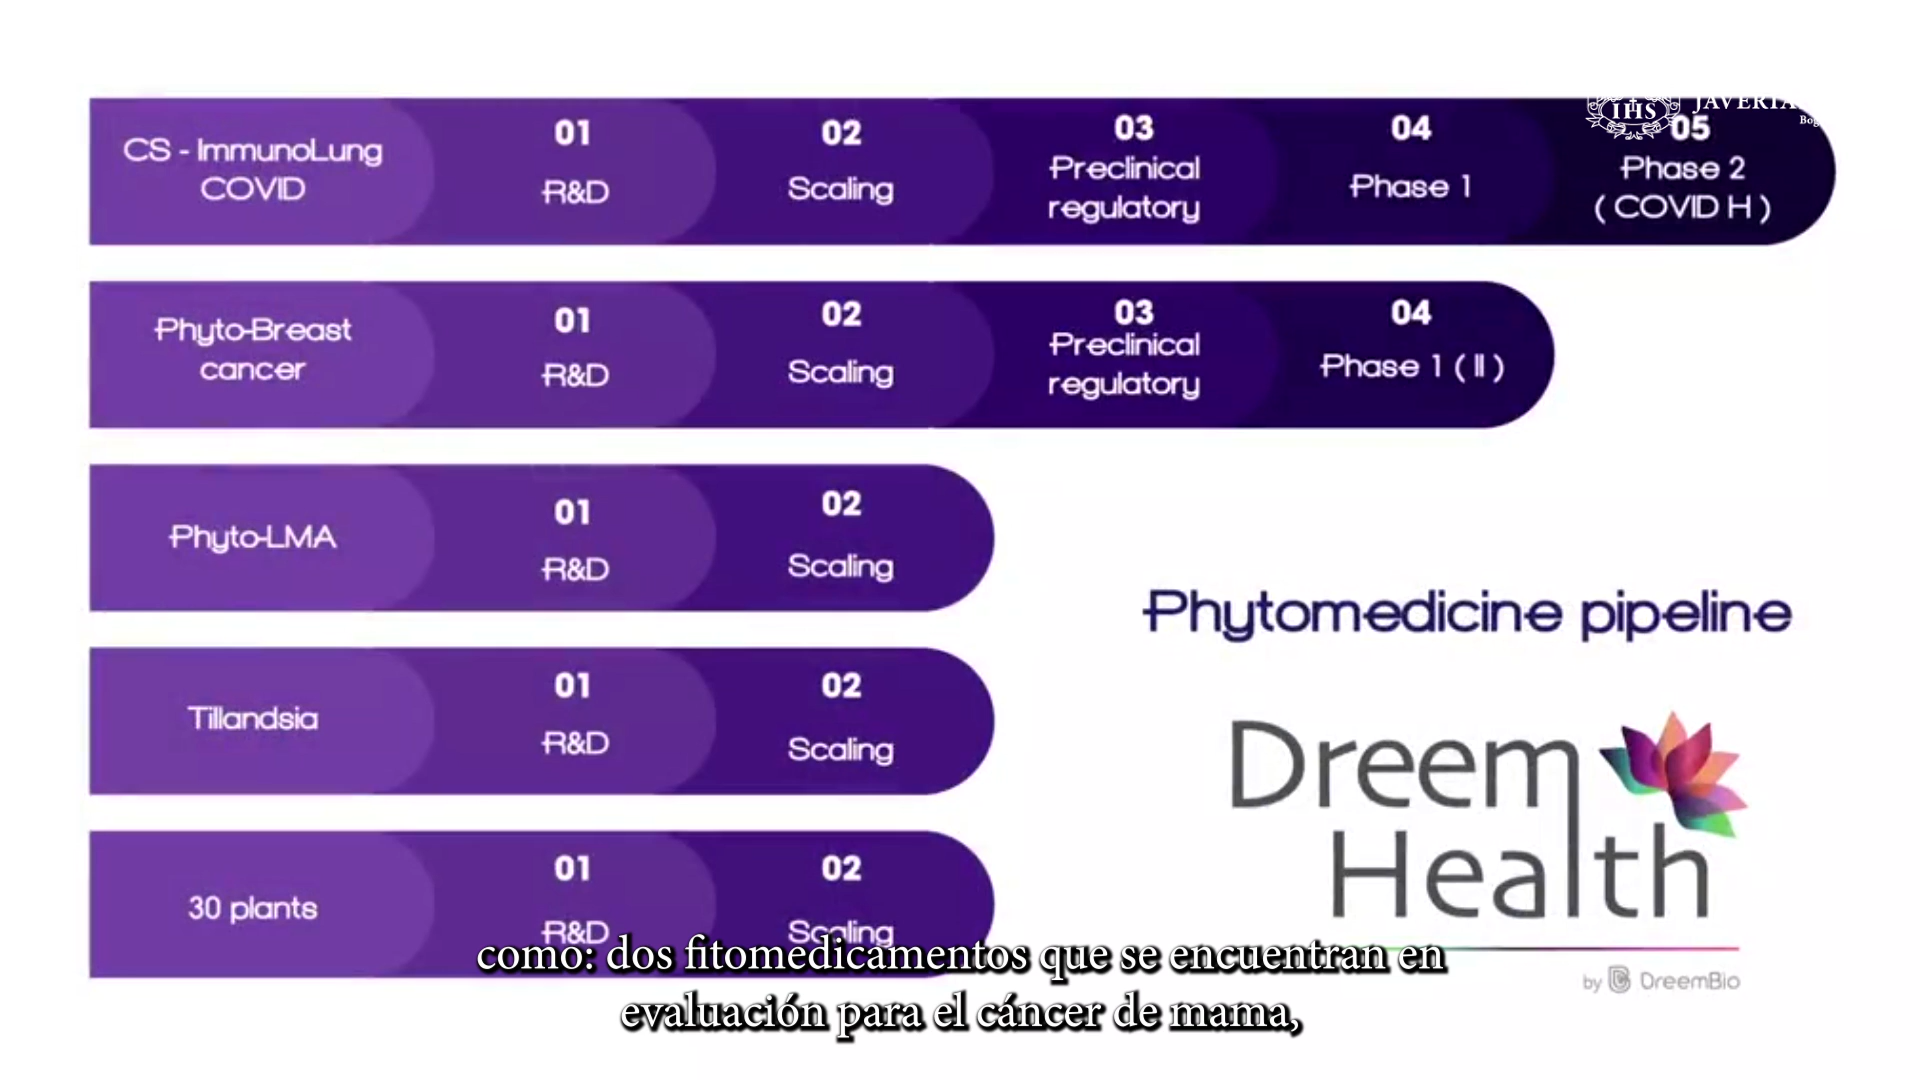 CS - ImmunoLung
COVID
01
R&D
02
Scaling
03
Preclinical
regulatory
04
Phase 1
05
Phase 2
( COVID H )
IHS
Phyto-Breast
cancer
01
R&D
02
Scaling
03
Preclinical
regulatory
04
Phase 1 ( II )
Phyto-LMA
01
R&D
02
Scaling
Tillandsia
01
R&D
02
Scaling
30 plants
01
R&D
02
Scaling
Phytomedicine pipeline
Dreem
Health
by DreemBio
como: dos fitomedicamentos que se encuentran en
evaluación para el cáncer de mama,